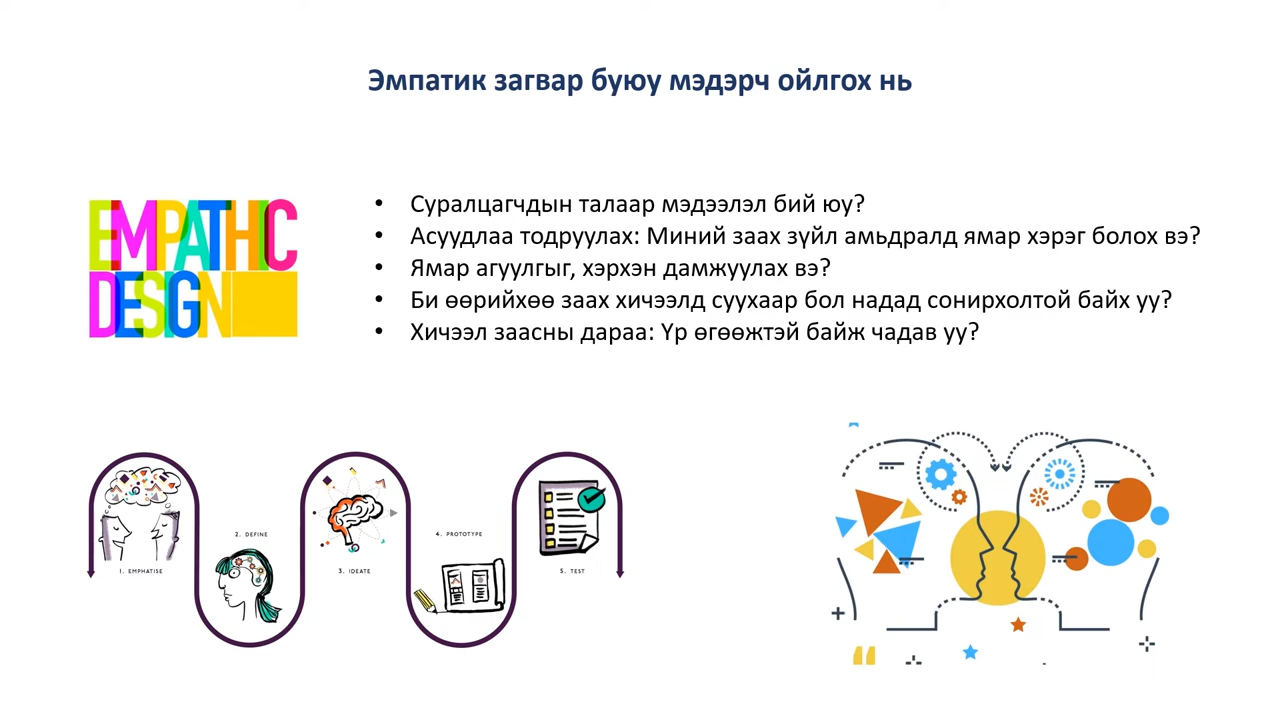 Эмпатик загвар буюу мэдэрч ойлгох нь
EMPATHIC
DESIGN
• Суралцагчдын талаар мэдээлэл бий юу?
• Асуудлаа тодруулах: Миний заах зүйл амьдралд ямар хэрэг болох вэ?
• Ямар агуулгыг, хэрхэн дамжуулах вэ?
• Би өөрийхөө заах хичээлд суухаар бол надад сонирхолтой байх уу?
• Хичээл заасны дараа: Үр өгөөжтэй байж чадав уу?
1. EMPHATISE
2. DEFINE
3. IDEATE
4. PROTOTYPE
5. TEST